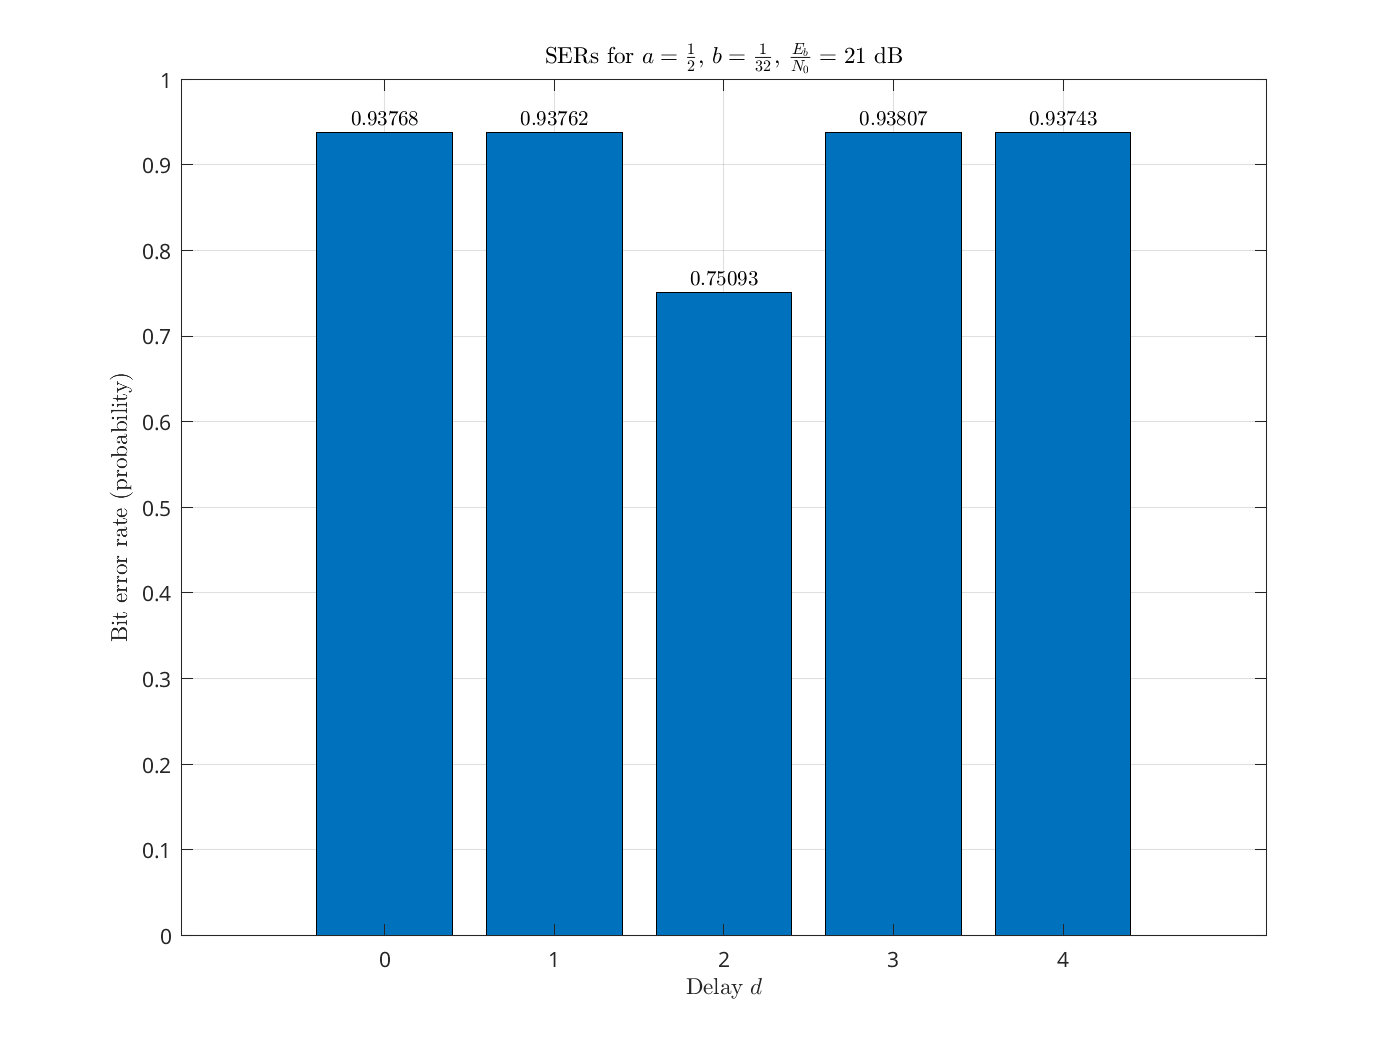 SERs for a = 1/2, b = 1/32, E_b/N_0 = 21 dB
1
0.93768 0.93762 0.93807 0.93743
0.9
0.8
0.75093
0.7
0.6
0.5
0.4
0.3
0.2
0.1
0
Bit error rate (probability)
0 1 2 3 4
Delay d